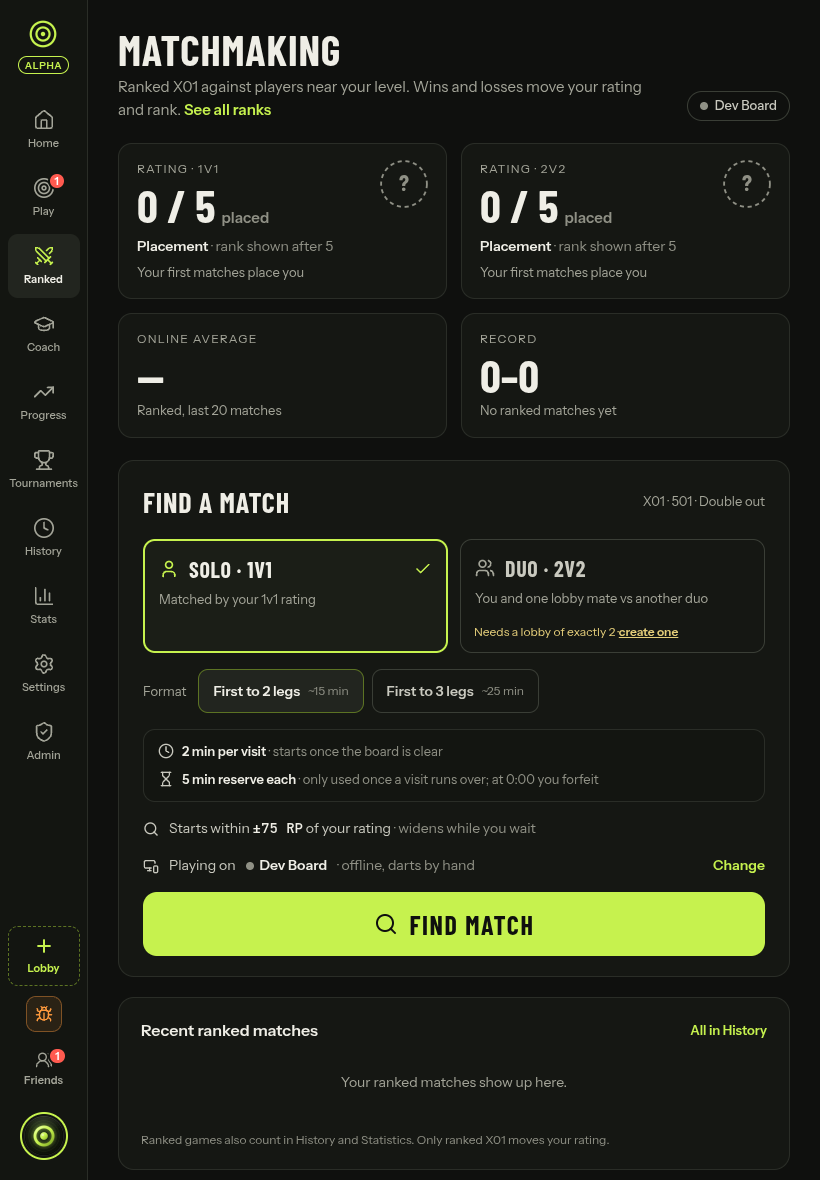 ALPHA
Home
1
Play
Ranked
Coach
Progress
Tournaments
History
Stats
Settings
Admin
Lobby
1
Friends
MATCHMAKING
Ranked X01 against players near your level. Wins and losses move your rating
and rank. See all ranks
Dev Board
RATING · 1V1
?
0 / 5 placed
Placement · rank shown after 5
Your first matches place you
RATING · 2V2
?
0 / 5 placed
Placement · rank shown after 5
Your first matches place you
ONLINE AVERAGE
—
Ranked, last 20 matches
RECORD
0–0
No ranked matches yet
FIND A MATCH
X01 · 501 · Double out
SOLO · 1V1
Matched by your 1v1 rating
DUO · 2V2
You and one lobby mate vs another duo
Needs a lobby of exactly 2 · create one
Format
First to 2 legs ~15 min
First to 3 legs ~25 min
2 min per visit · starts once the board is clear
5 min reserve each · only used once a visit runs over; at 0:00 you forfeit
Starts within ±75 RP of your rating · widens while you wait
Playing on Dev Board · offline, darts by hand
Change
FIND MATCH
Recent ranked matches
All in History
Your ranked matches show up here.
Ranked games also count in History and Statistics. Only ranked X01 moves your rating.